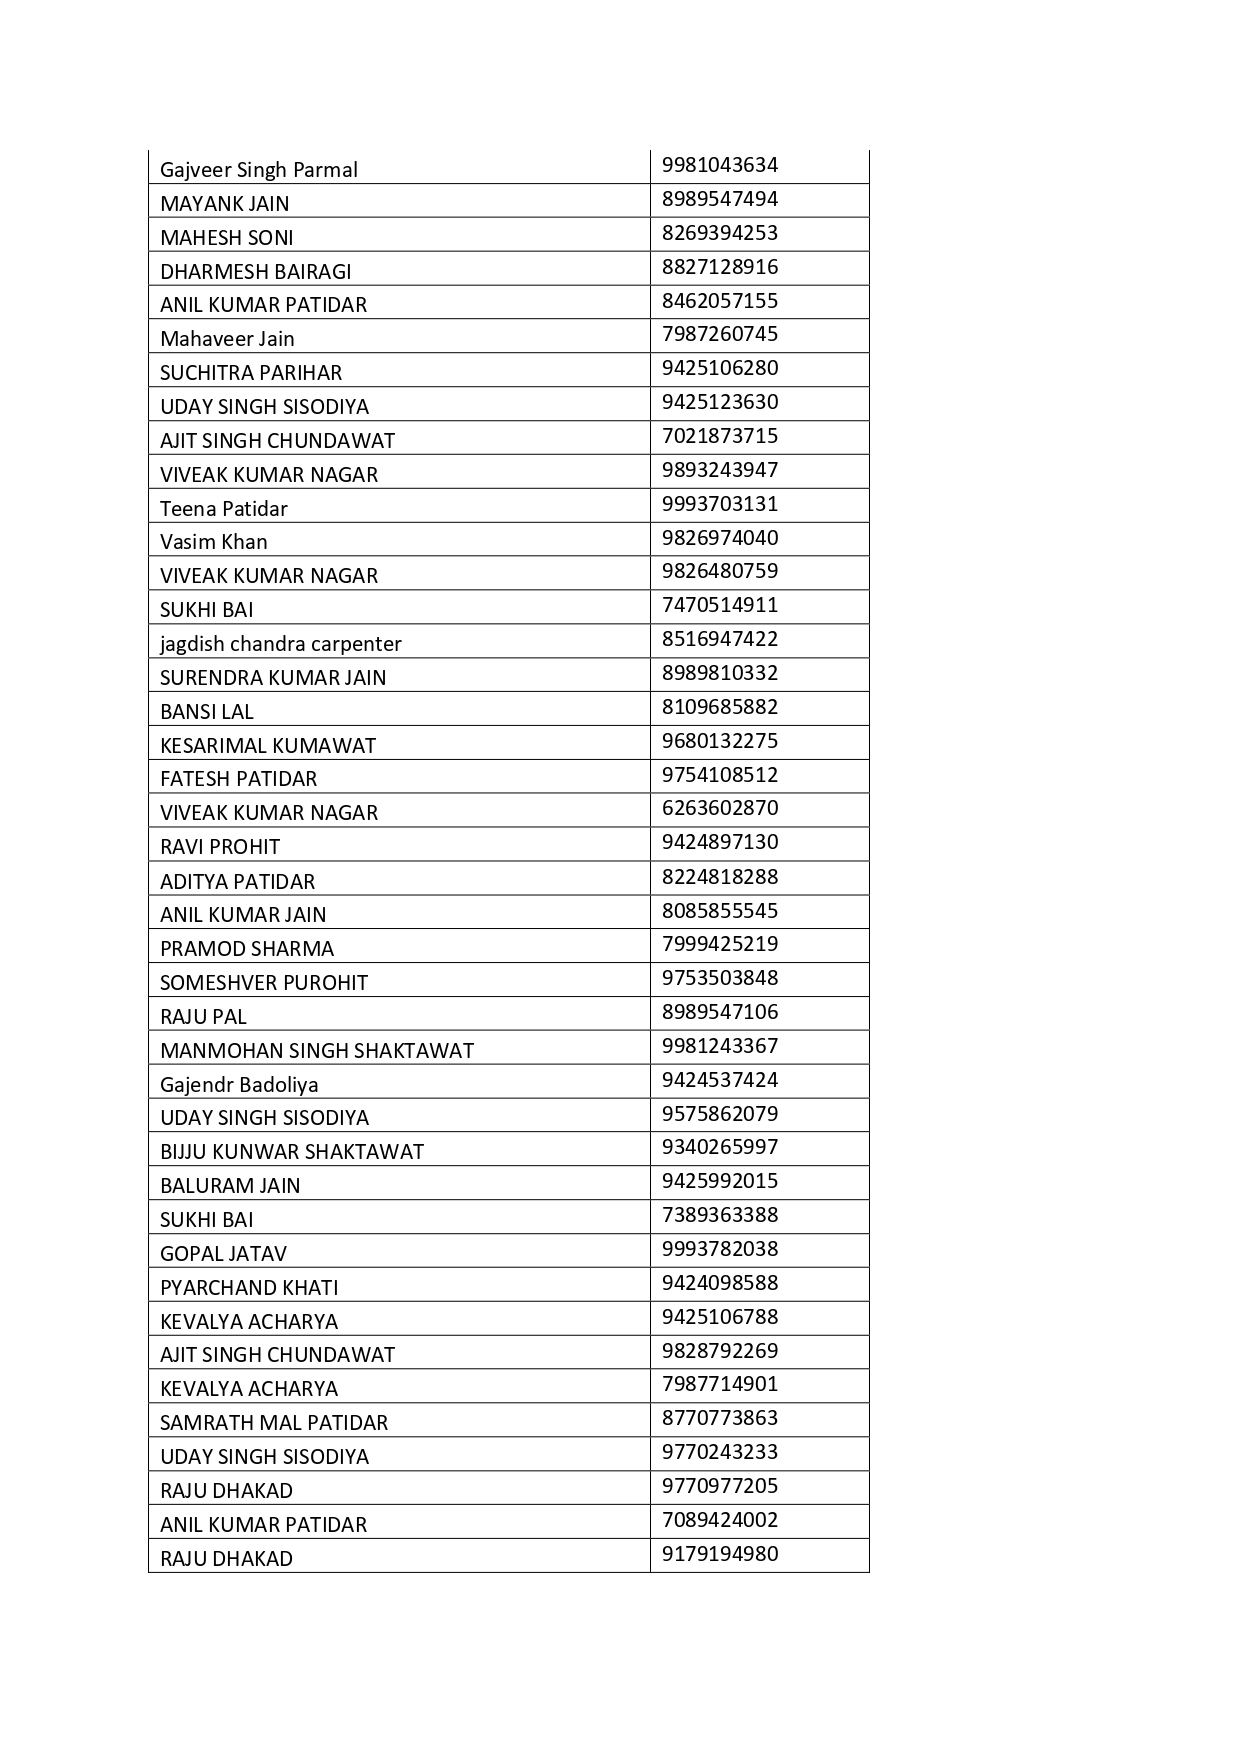 Gajveer Singh Parmal 9981043634
MAYANK JAIN 8989547494
MAHESH SONI 8269394253
DHARMESH BAIRAGI 8827128916
ANIL KUMAR PATIDAR 8462057155
Mahaveer Jain 7987260745
SUCHITRA PARIHAR 9425106280
UDAY SINGH SISODIYA 9425123630
AJIT SINGH CHUNDAWAT 7021873715
VIVEAK KUMAR NAGAR 9893243947
Teena Patidar 9993703131
Vasim Khan 9826974040
VIVEAK KUMAR NAGAR 9826480759
SUKHI BAI 7470514911
jagdish chandra carpenter 8516947422
SURENDRA KUMAR JAIN 8989810332
BANSI LAL 8109685882
KESARIMAL KUMAWAT 9680132275
FATESH PATIDAR 9754108512
VIVEAK KUMAR NAGAR 6263602870
RAVI PROHIT 9424897130
ADITYA PATIDAR 8224818288
ANIL KUMAR JAIN 8085855545
PRAMOD SHARMA 7999425219
SOMESHVER PUROHIT 9753503848
RAJU PAL 8989547106
MANMOHAN SINGH SHAKTAWAT 9981243367
Gajendr Badoliya 9424537424
UDAY SINGH SISODIYA 9575862079
BIJJU KUNWAR SHAKTAWAT 9340265997
BALURAM JAIN 9425992015
SUKHI BAI 7389363388
GOPAL JATAV 9993782038
PYARCHAND KHATI 9424098588
KEVALYA ACHARYA 9425106788
AJIT SINGH CHUNDAWAT 9828792269
KEVALYA ACHARYA 7987714901
SAMRATH MAL PATIDAR 8770773863
UDAY SINGH SISODIYA 9770243233
RAJU DHAKAD 9770977205
ANIL KUMAR PATIDAR 7089424002
RAJU DHAKAD 9179194980